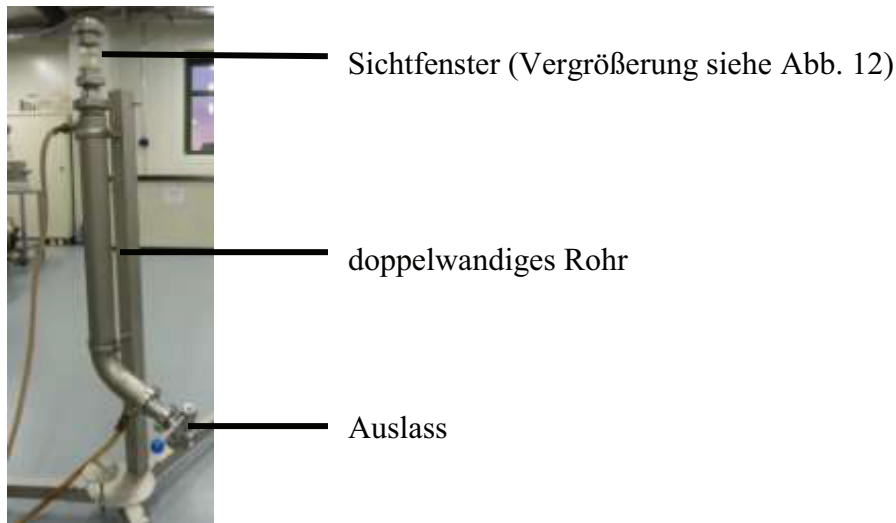 Sichtfenster (Vergrößerung siehe Abb. 12)
doppelwandiges Rohr
Auslass